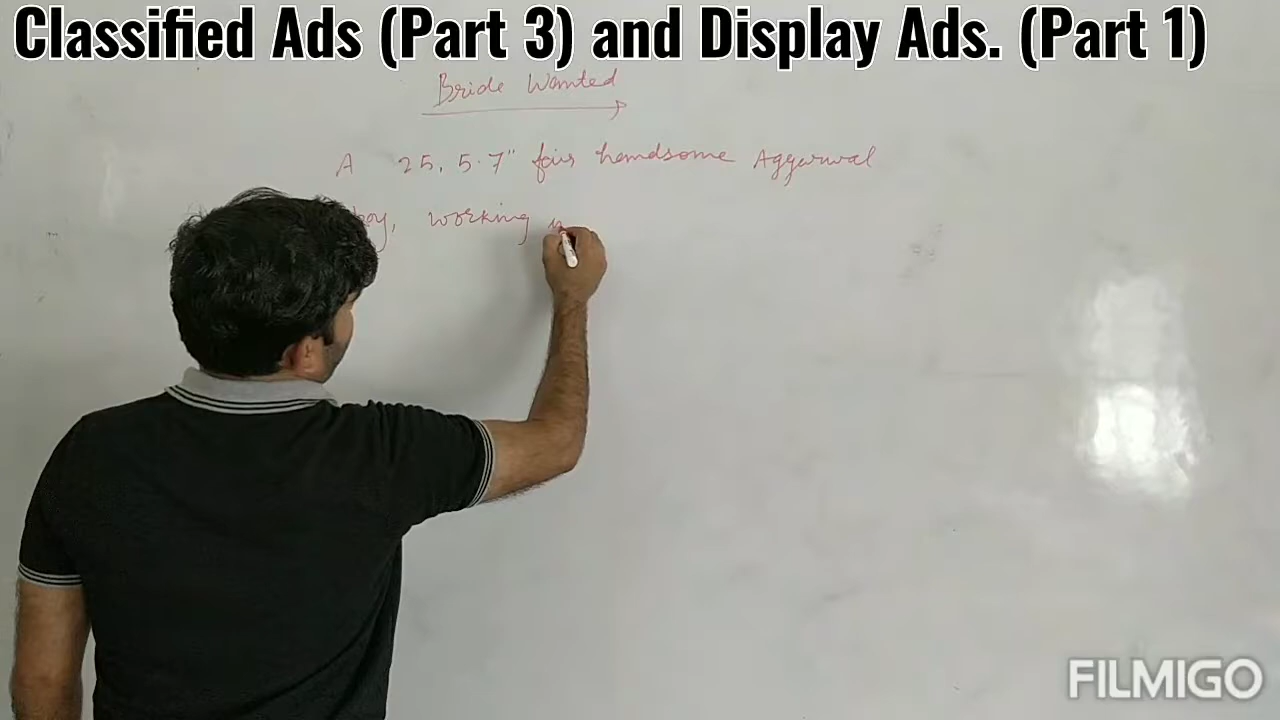 Classified Ads (Part 3) and Display Ads. (Part 1)
Bride Wanted
A 25, 5.7" fair handsome Aggarwal
boy, working
FILMIGO